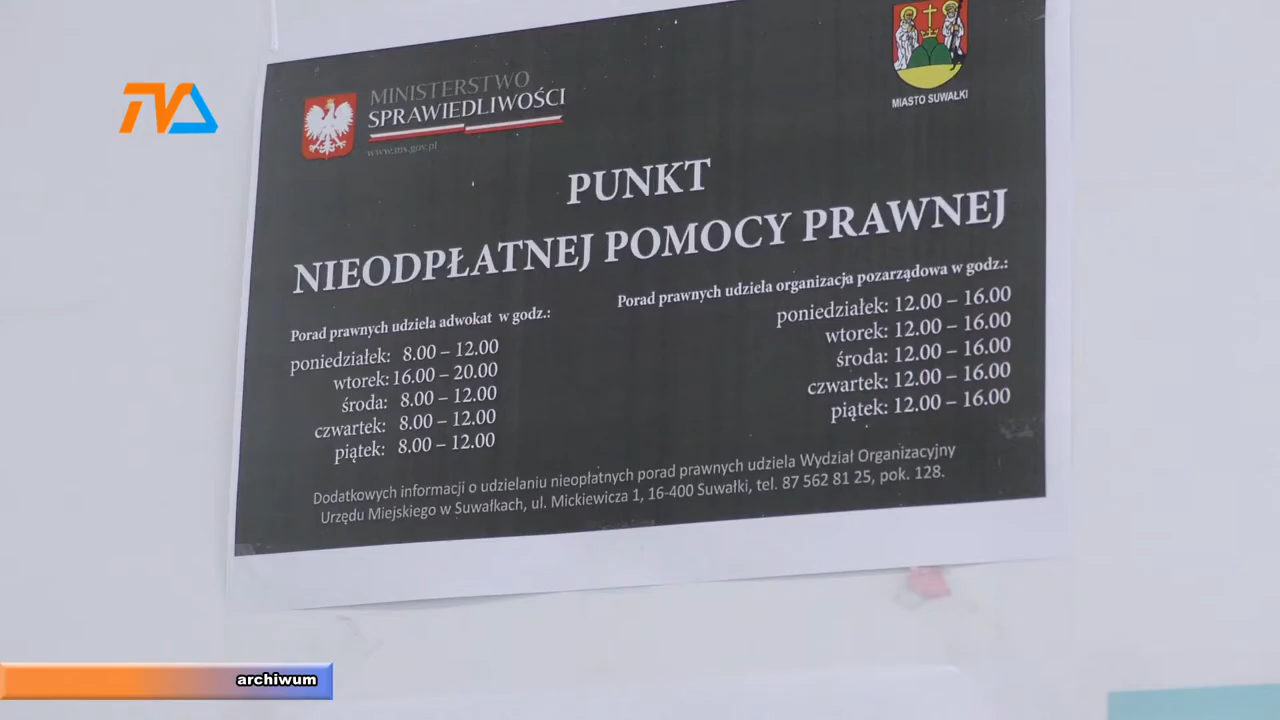 TVA
MINISTERSTWO
SPRAWIEDLIWOŚCI
www.ms.gov.pl
MIASTO SUWAŁKI
PUNKT
NIEODPŁATNEJ POMOCY PRAWNEJ
Porad prawnych udziela adwokat w godz.:
poniedziałek: 8.00 – 12.00
wtorek: 16.00 – 20.00
środa: 8.00 – 12.00
czwartek: 8.00 – 12.00
piątek: 8.00 – 12.00
Porad prawnych udziela organizacja pozarządowa w godz.:
poniedziałek: 12.00 – 16.00
wtorek: 12.00 – 16.00
środa: 12.00 – 16.00
czwartek: 12.00 – 16.00
piątek: 12.00 – 16.00
Dodatkowych informacji o udzielaniu nieopłatnych porad prawnych udziela Wydział Organizacyjny
Urzędu Miejskiego w Suwałkach, ul. Mickiewicza 1, 16-400 Suwałki, tel. 87 562 81 25, pok. 128.
archiwum